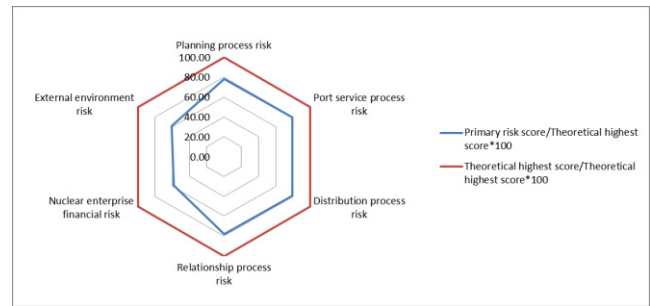 Planning process risk
100.00
80.00
60.00
40.00
20.00
0.00
External environment
risk
Port service process
risk
Primary risk score/Theoretical highest
score*100
Theoretical highest score/Theoretical
highest score*100
Nuclear enterprise
financial risk
Distribution process
risk
Relationship process
risk